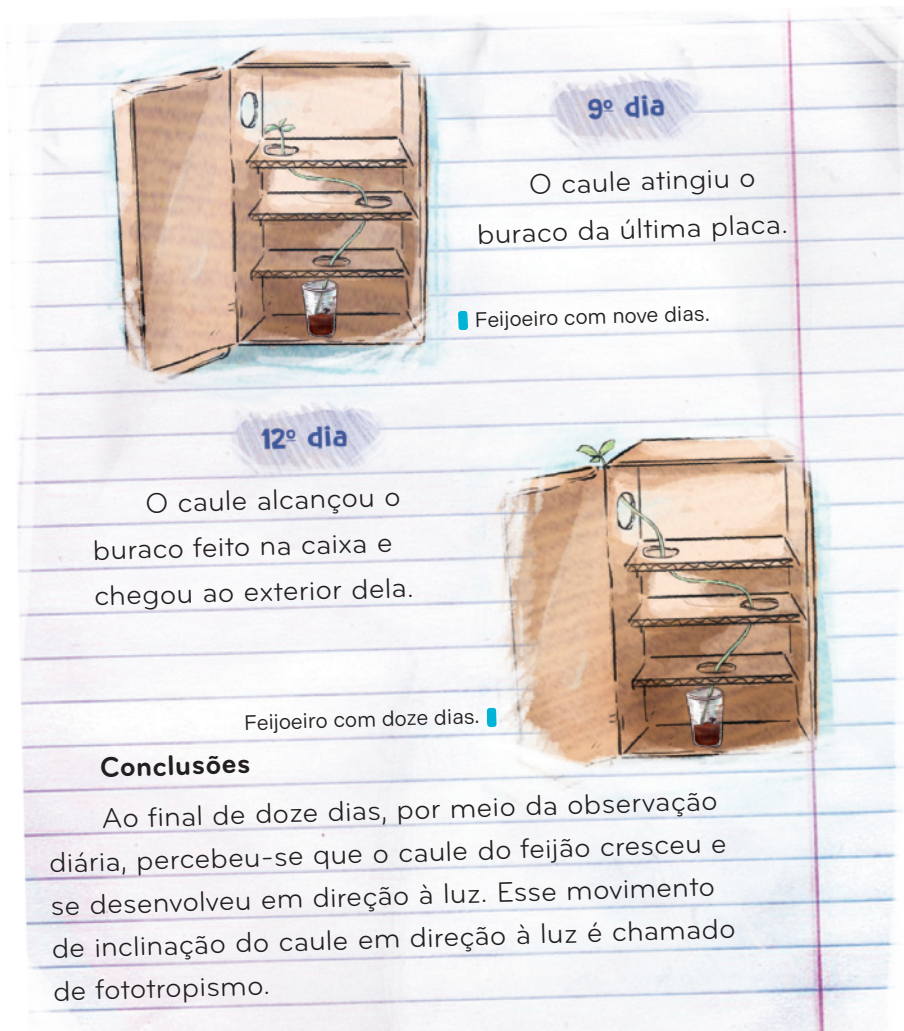 9º dia
O caule atingiu o
buraco da última placa.
Feijoeiro com nove dias.
12º dia
O caule alcançou o
buraco feito na caixa e
chegou ao exterior dela.
Feijoeiro com doze dias.
Conclusões
Ao final de doze dias, por meio da observação
diária, percebeu-se que o caule do feijão cresceu e
se desenvolveu em direção à luz. Esse movimento
de inclinação do caule em direção à luz é chamado
de fototropismo.